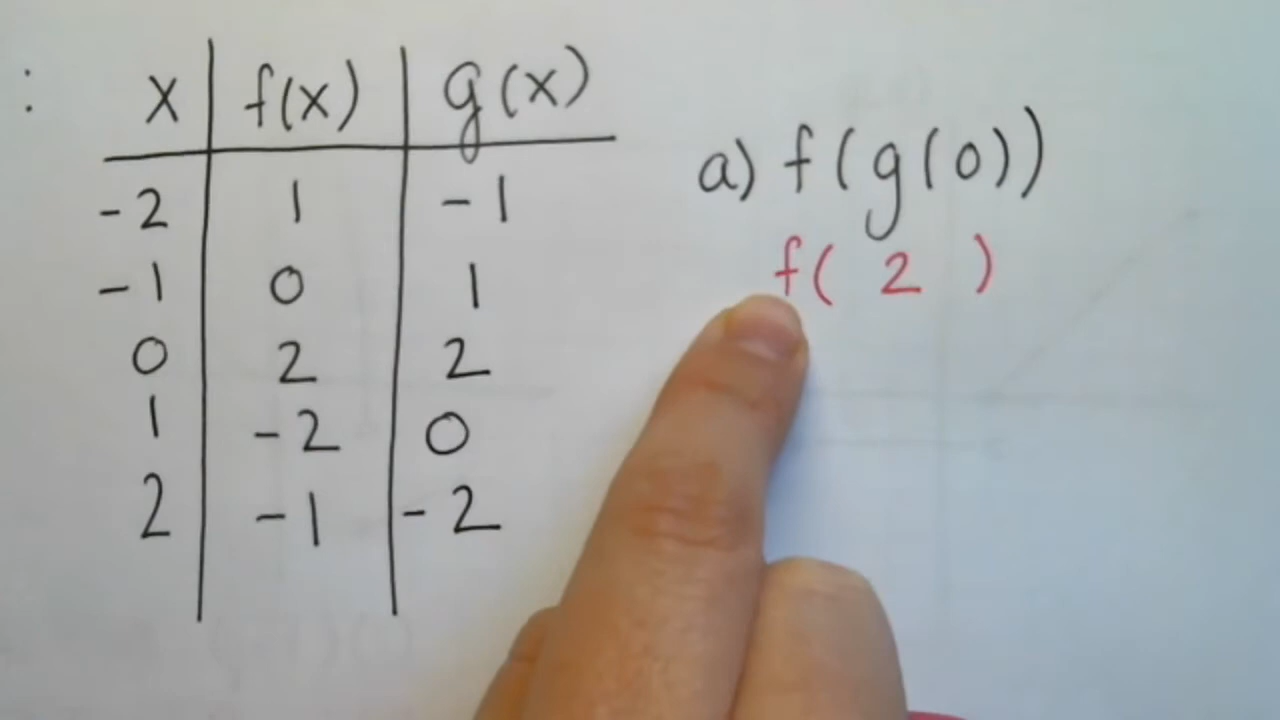 : x f(x) g(x)
-2 1 -1
-1 0 1
0 2 2
1 -2 0
2 -1 -2
a) f(g(0))
f( 2 )